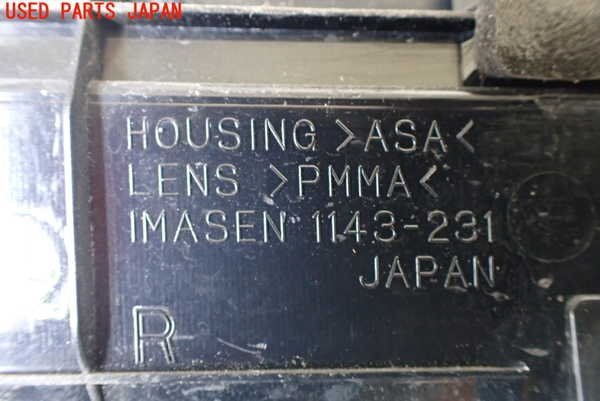 USED PARTS JAPAN
HOUSING >ASA<
LENS >PMMA<
IMASEN 1143-231
JAPAN
R